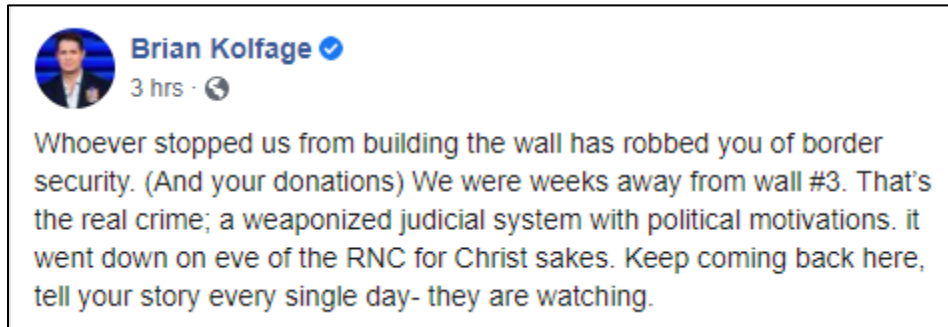 Brian Kolfage
3 hrs ·
Whoever stopped us from building the wall has robbed you of border
security. (And your donations) We were weeks away from wall #3. That's
the real crime; a weaponized judicial system with political motivations. it
went down on eve of the RNC for Christ sakes. Keep coming back here,
tell your story every single day- they are watching.